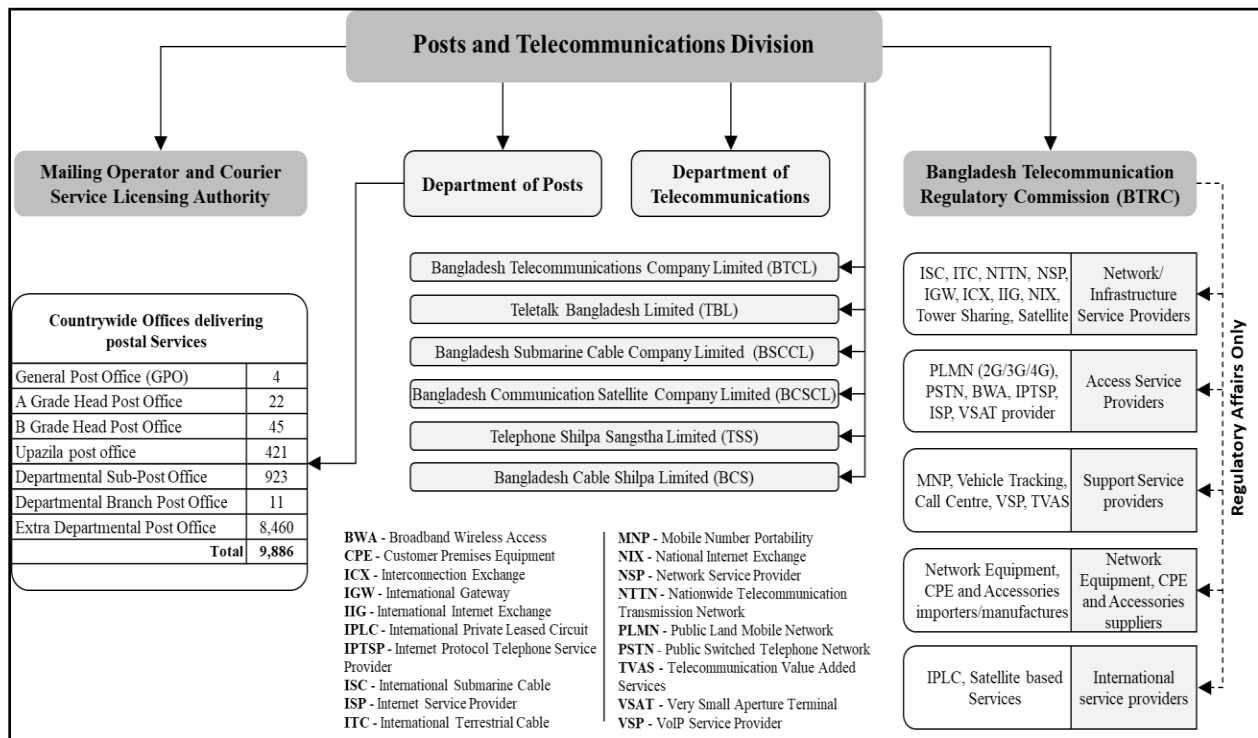 Posts and Telecommunications Division
Mailing Operator and Courier
Service Licensing Authority
Department of Posts
Department of
Telecommunications
Bangladesh Telecommunication
Regulatory Commission (BTRC)
Countrywide Offices delivering
postal Services
General Post Office (GPO) 4
A Grade Head Post Office 22
B Grade Head Post Office 45
Upazila post office 421
Departmental Sub-Post Office 923
Departmental Branch Post Office 11
Extra Departmental Post Office 8,460
Total 9,886
Bangladesh Telecommunications Company Limited (BTCL)
Teletalk Bangladesh Limited (TBL)
Bangladesh Submarine Cable Company Limited (BSCCL)
Bangladesh Communication Satellite Company Limited (BCSCL)
Telephone Shilpa Sangstha Limited (TSS)
Bangladesh Cable Shilpa Limited (BCS)
BWA - Broadband Wireless Access
CPE - Customer Premises Equipment
ICX - Interconnection Exchange
IGW - International Gateway
IIG - International Internet Exchange
IPLC - International Private Leased Circuit
IPTSP - Internet Protocol Telephone Service
Provider
ISC - International Submarine Cable
ISP - Internet Service Provider
ITC - International Terrestrial Cable
MNP - Mobile Number Portability
NIX - National Internet Exchange
NSP - Network Service Provider
NTTN - Nationwide Telecommunication
Transmission Network
PLMN - Public Land Mobile Network
PSTN - Public Switched Telephone Network
TVAS - Telecommunication Value Added
Services
VSAT - Very Small Aperture Terminal
VSP - VoIP Service Provider
ISC, ITC, NTTN, NSP,
IGW, ICX, IIG, NIX,
Tower Sharing, Satellite
Network/
Infrastructure
Service Providers
PLMN (2G/3G/4G),
PSTN, BWA, IPTSP,
ISP, VSAT provider
Access Service
Providers
MNP, Vehicle Tracking,
Call Centre, VSP, TVAS
Support Service
providers
Network Equipment,
CPE and Accessories
importers/manufactures
Network
Equipment, CPE
and Accessories
suppliers
IPLC, Satellite based
Services
International
service providers
Regulatory Affairs Only